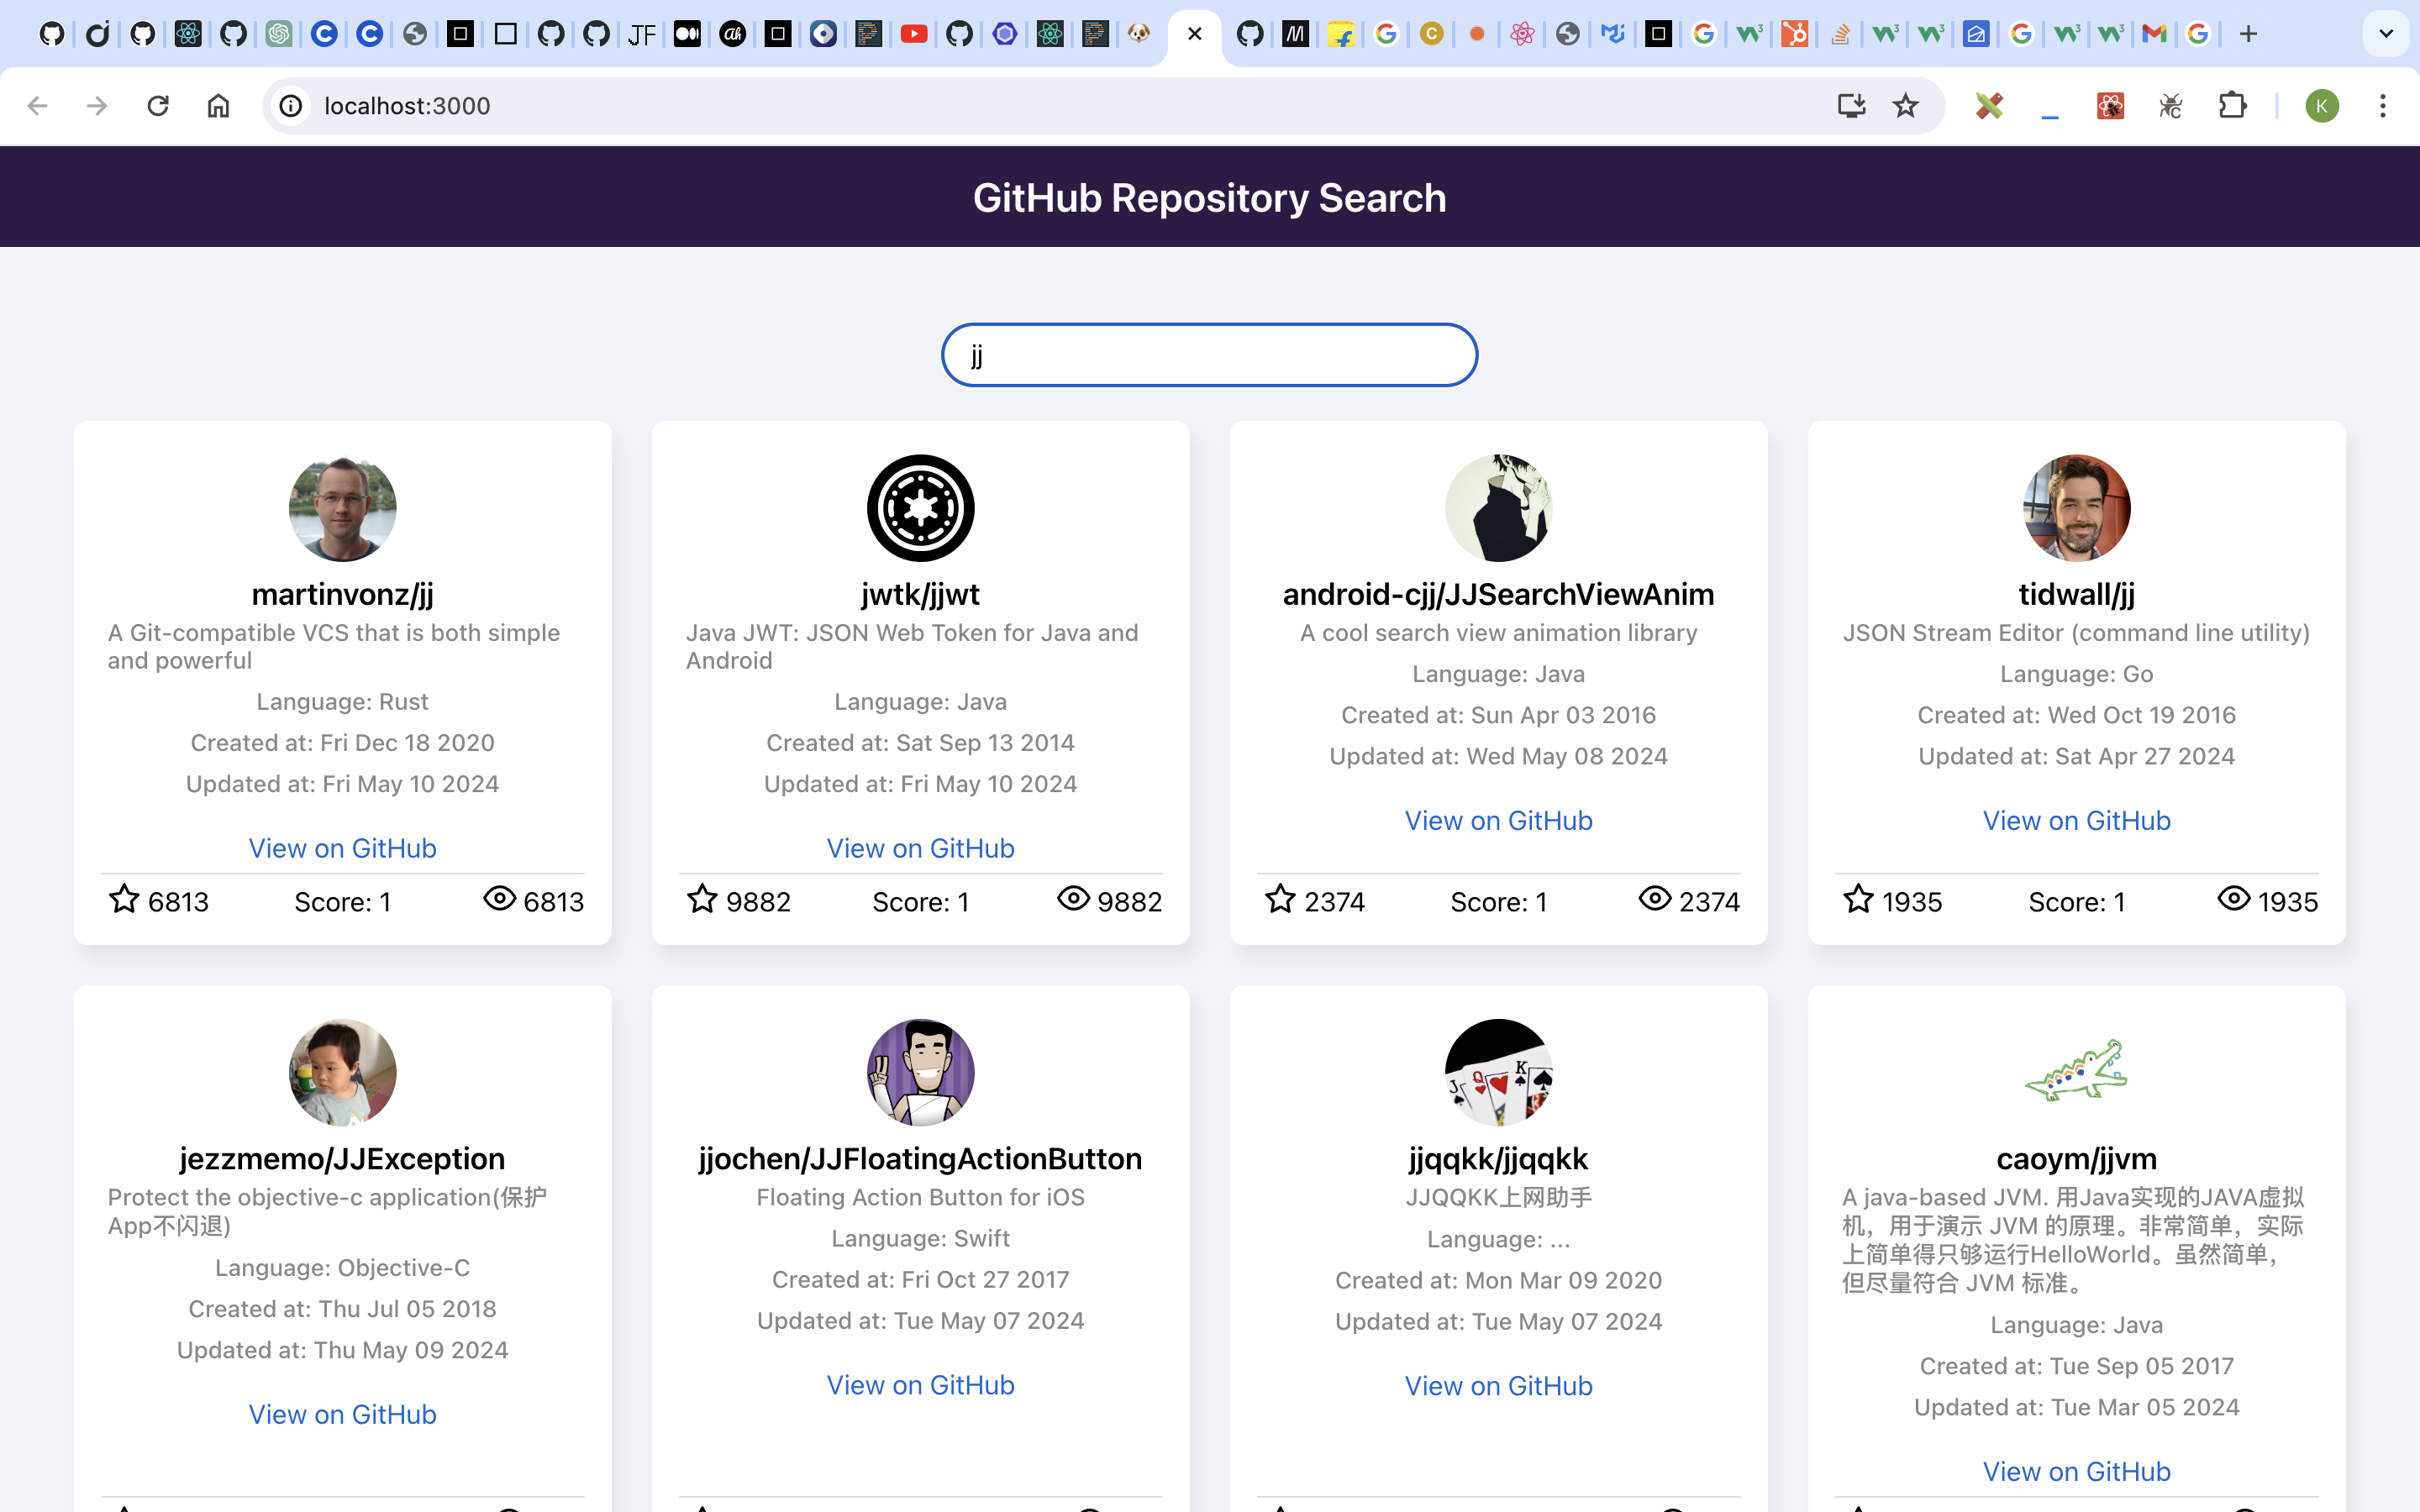 localhost:3000
K
GitHub Repository Search
jj
martinvonz/jj
A Git-compatible VCS that is both simple
and powerful
Language: Rust
Created at: Fri Dec 18 2020
Updated at: Fri May 10 2024
View on GitHub
6813 Score: 1 6813
jwtk/jjwt
Java JWT: JSON Web Token for Java and
Android
Language: Java
Created at: Sat Sep 13 2014
Updated at: Fri May 10 2024
View on GitHub
9882 Score: 1 9882
android-cjj/JJSearchViewAnim
A cool search view animation library
Language: Java
Created at: Sun Apr 03 2016
Updated at: Wed May 08 2024
View on GitHub
2374 Score: 1 2374
tidwall/jj
JSON Stream Editor (command line utility)
Language: Go
Created at: Wed Oct 19 2016
Updated at: Sat Apr 27 2024
View on GitHub
1935 Score: 1 1935
jezzmemo/JJException
Protect the objective-c application(保护
App不闪退)
Language: Objective-C
Created at: Thu Jul 05 2018
Updated at: Thu May 09 2024
View on GitHub
jjochen/JJFloatingActionButton
Floating Action Button for iOS
Language: Swift
Created at: Fri Oct 27 2017
Updated at: Tue May 07 2024
View on GitHub
jjqqkk/jjqqkk
JJQQKK上网助手
Language: ...
Created at: Mon Mar 09 2020
Updated at: Tue May 07 2024
View on GitHub
caoym/jjvm
A java-based JVM. 用Java实现的JAVA虚拟
机，用于演示 JVM 的原理。非常简单，实际
上简单得只够运行HelloWorld。虽然简单，
但尽量符合 JVM 标准。
Language: Java
Created at: Tue Sep 05 2017
Updated at: Tue Mar 05 2024
View on GitHub